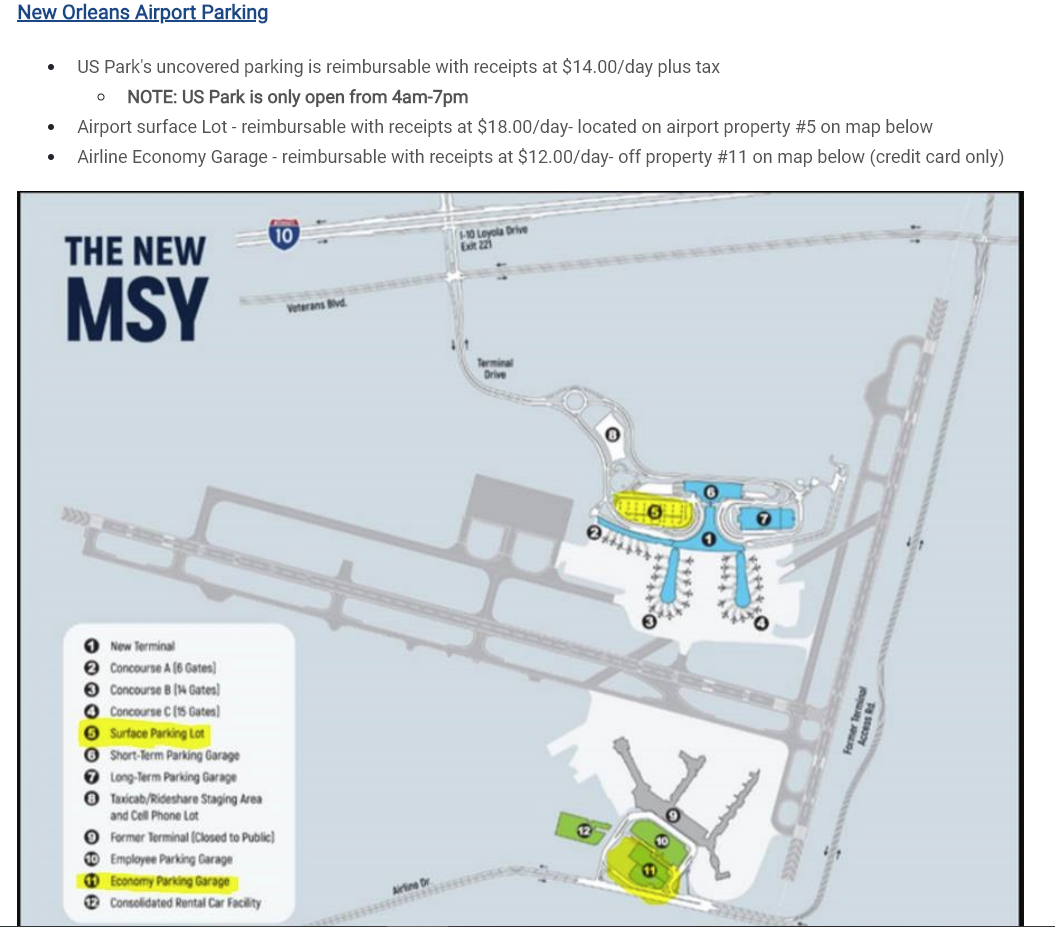 New Orleans Airport Parking
US Park's uncovered parking is reimbursable with receipts at $14.00/day plus tax
NOTE: US Park is only open from 4am-7pm
Airport surface Lot - reimbursable with receipts at $18.00/day- located on airport property #5 on map below
Airline Economy Garage - reimbursable with receipts at $12.00/day- off property #11 on map below (credit card only)
THE NEW
MSY
INTERSTATE
10
I-10 Loyola Drive
Exit 221
Veterans Blvd.
Terminal
Drive
8
6
5
7
2
1
3
4
Former Terminal
Access Rd.
9
12
10
11
Airline Dr
1 New Terminal
2 Concourse A (6 Gates)
3 Concourse B (14 Gates)
4 Concourse C (15 Gates)
5 Surface Parking Lot
6 Short-Term Parking Garage
7 Long-Term Parking Garage
8 Taxicab/Rideshare Staging Area
and Cell Phone Lot
9 Former Terminal (Closed to Public)
10 Employee Parking Garage
11 Economy Parking Garage
12 Consolidated Rental Car Facility